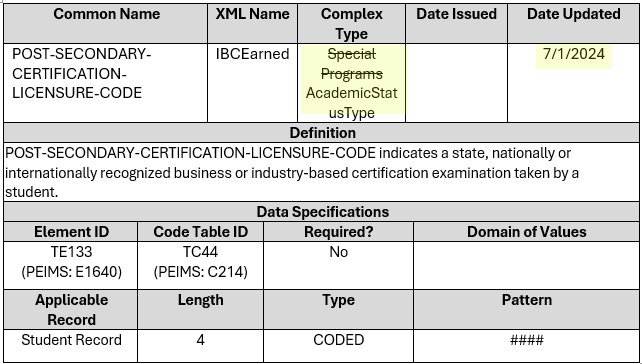 Common Name XML Name Complex Type Date Issued Date Updated
POST-SECONDARY-
CERTIFICATION-
LICENSURE-CODE
IBCEarned
Special
Programs
AcademicStat
usType
7/1/2024
Definition
POST-SECONDARY-CERTIFICATION-LICENSURE-CODE indicates a state, nationally or
internationally recognized business or industry-based certification examination taken by a
student.
Data Specifications
Element ID Code Table ID Required? Domain of Values
TE133 TC44 No
(PEIMS: E1640) (PEIMS: C214)
Applicable
Record
Length Type Pattern
Student Record 4 CODED ####